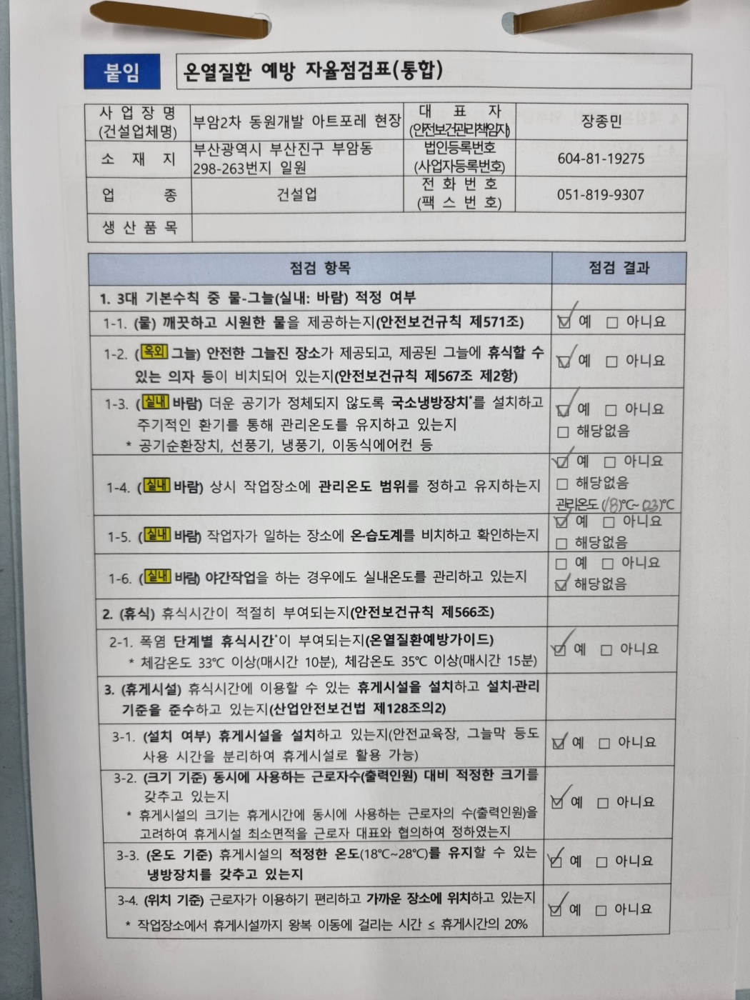 붙임 온열질환 예방 자율점검표(통합)
사 업 장 명
(건설업체명)
부암2차 동원개발 아트포레 현장
대 표 자
(안전보건관리책임자)
장종민
소 재 지
부산광역시 부산진구 부암동
298-263번지 일원
법인등록번호
(사업자등록번호)
604-81-19275
업 종
건설업
전 화 번 호
(팩 스 번 호)
051-819-9307
생 산 품 목
점검 항목 점검 결과
1. 3대 기본수칙 중 물-그늘(실내: 바람) 적정 여부
1-1. (물) 깨끗하고 시원한 물을 제공하는지(안전보건규칙 제571조)
☑ 예 □ 아니요
1-2. (옥외 그늘) 안전한 그늘진 장소가 제공되고, 제공된 그늘에 휴식할 수
있는 의자 등이 비치되어 있는지(안전보건규칙 제567조 제2항)
☑ 예 □ 아니요
1-3. (실내 바람) 더운 공기가 정체되지 않도록 국소냉방장치*를 설치하고
주기적인 환기를 통해 관리온도를 유지하고 있는지
* 공기순환장치, 선풍기, 냉풍기, 이동식에어컨 등
☑ 예 □ 아니요
□ 해당없음
1-4. (실내 바람) 상시 작업장소에 관리온도 범위를 정하고 유지하는지
☑ 예 □ 아니요
□ 해당없음
관리온도 (18)℃~ (23)℃
1-5. (실내 바람) 작업자가 일하는 장소에 온·습도계를 비치하고 확인하는지
☑ 예 □ 아니요
□ 해당없음
1-6. (실내 바람) 야간작업을 하는 경우에도 실내온도를 관리하고 있는지
□ 예 □ 아니요
☑ 해당없음
2. (휴식) 휴식시간이 적절히 부여되는지(안전보건규칙 제566조)
2-1. 폭염 단계별 휴식시간*이 부여되는지(온열질환예방가이드)
* 체감온도 33℃ 이상(매시간 10분), 체감온도 35℃ 이상(매시간 15분)
☑ 예 □ 아니요
3. (휴게시설) 휴식시간에 이용할 수 있는 휴게시설을 설치하고 설치·관리
기준을 준수하고 있는지(산업안전보건법 제128조의2)
3-1. (설치 여부) 휴게시설을 설치하고 있는지(안전교육장, 그늘막 등도
사용 시간을 분리하여 휴게시설로 활용 가능)
☑ 예 □ 아니요
3-2. (크기 기준) 동시에 사용하는 근로자수(출력인원) 대비 적정한 크기를
갖추고 있는지
* 휴게시설의 크기는 휴게시간에 동시에 사용하는 근로자의 수(출력인원)을
고려하여 휴게시설 최소면적을 근로자 대표와 협의하여 정하였는지
☑ 예 □ 아니요
3-3. (온도 기준) 휴게시설의 적정한 온도(18℃~28℃)를 유지할 수 있는
냉방장치를 갖추고 있는지
☑ 예 □ 아니요
3-4. (위치 기준) 근로자가 이용하기 편리하고 가까운 장소에 위치하고 있는지
* 작업장소에서 휴게시설까지 왕복 이동에 걸리는 시간 ≤ 휴게시간의 20%
☑ 예 □ 아니요